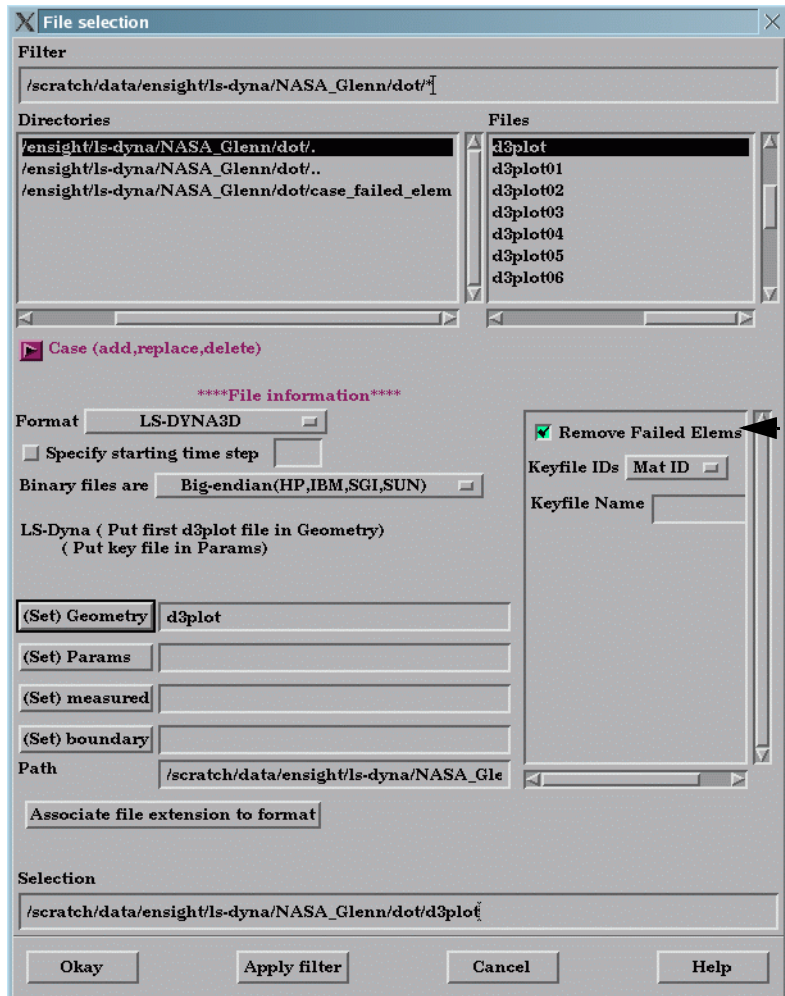 X File selection
Filter
/scratch/data/ensight/ls-dyna/NASA_Glenn/dot/*
Directories
/ensight/ls-dyna/NASA_Glenn/dot/.
/ensight/ls-dyna/NASA_Glenn/dot/..
/ensight/ls-dyna/NASA_Glenn/dot/case_failed_elem
Files
d3plot
d3plot01
d3plot02
d3plot03
d3plot04
d3plot05
d3plot06
Case (add,replace,delete)
****File information****
Format LS-DYNA3D
Specify starting time step
Binary files are Big-endian(HP,IBM,SGI,SUN)
LS-Dyna ( Put first d3plot file in Geometry)
( Put key file in Params)
Remove Failed Elems
Keyfile IDs Mat ID
Keyfile Name
(Set) Geometry d3plot
(Set) Params
(Set) measured
(Set) boundary
Path /scratch/data/ensight/ls-dyna/NASA_Gle
Associate file extension to format
Selection
/scratch/data/ensight/ls-dyna/NASA_Glenn/dot/d3plot
Okay Apply filter Cancel Help